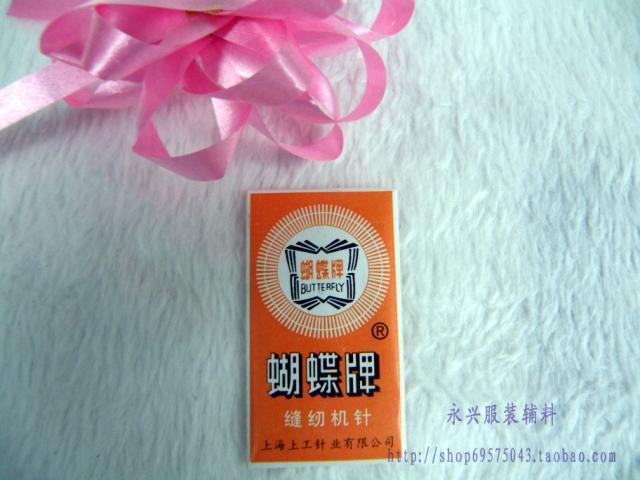 蝴蝶牌
BUTTERFLY
®
蝴蝶牌
缝纫机针
上海上工针业有限公司
永兴服装辅料
http://shop69575043.taobao.com